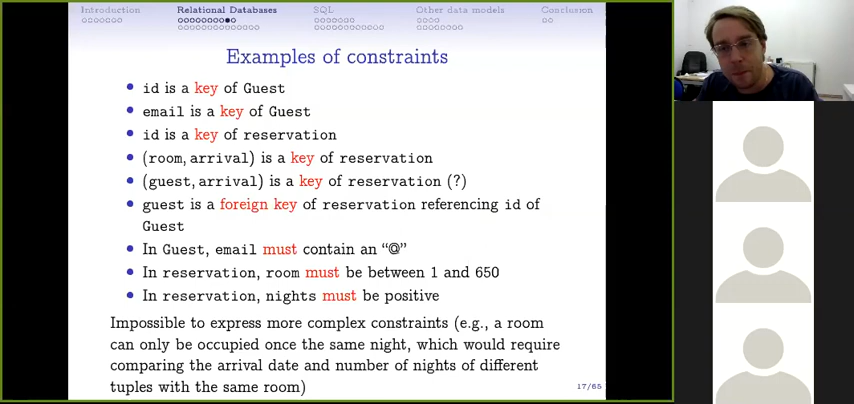 Introduction Relational Databases SQL Other data models Conclusion
Examples of constraints
id is a key of Guest
email is a key of Guest
id is a key of reservation
(room, arrival) is a key of reservation
(guest, arrival) is a key of reservation (?)
guest is a foreign key of reservation referencing id of
Guest
In Guest, email must contain an “@”
In reservation, room must be between 1 and 650
In reservation, nights must be positive
Impossible to express more complex constraints (e.g., a room
can only be occupied once the same night, which would require
comparing the arrival date and number of nights of different
tuples with the same room)
17/65